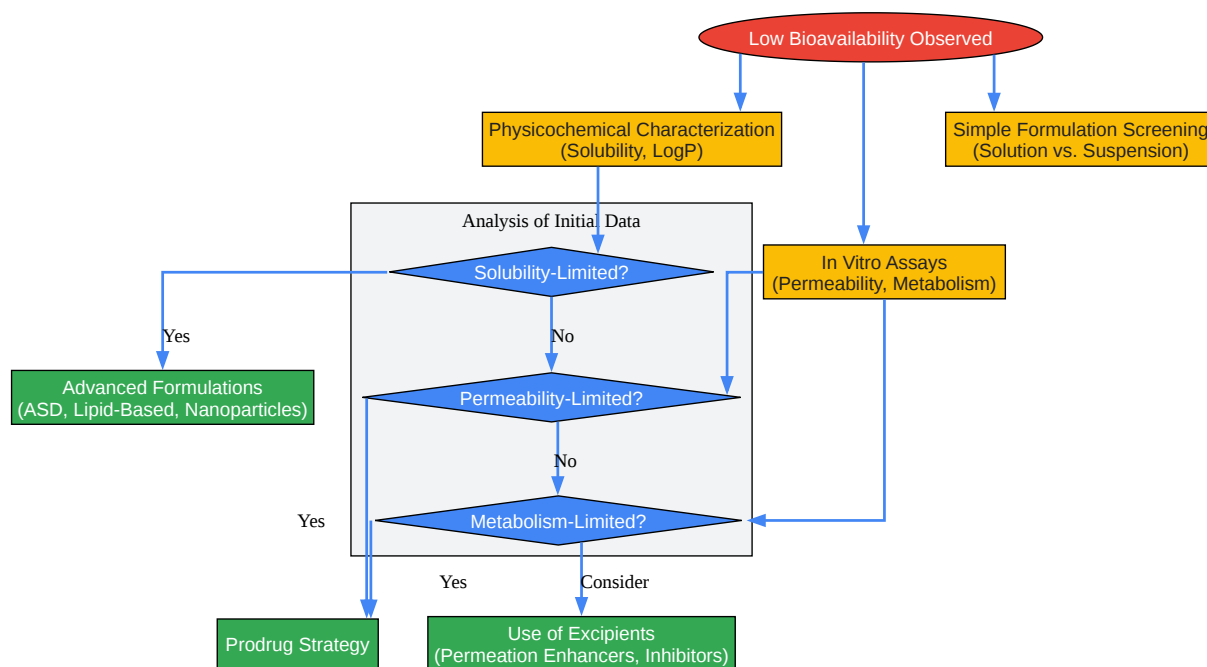 Low Bioavailability Observed
Physicochemical Characterization
(Solubility, LogP)
Simple Formulation Screening
(Solution vs. Suspension)
Analysis of Initial Data
Solubility-Limited?
In Vitro Assays
(Permeability, Metabolism)
Yes
No
Advanced Formulations
(ASD, Lipid-Based, Nanoparticles)
Permeability-Limited?
No
Yes
Metabolism-Limited?
Yes
Consider
Prodrug Strategy
Use of Excipients
(Permeation Enhancers, Inhibitors)